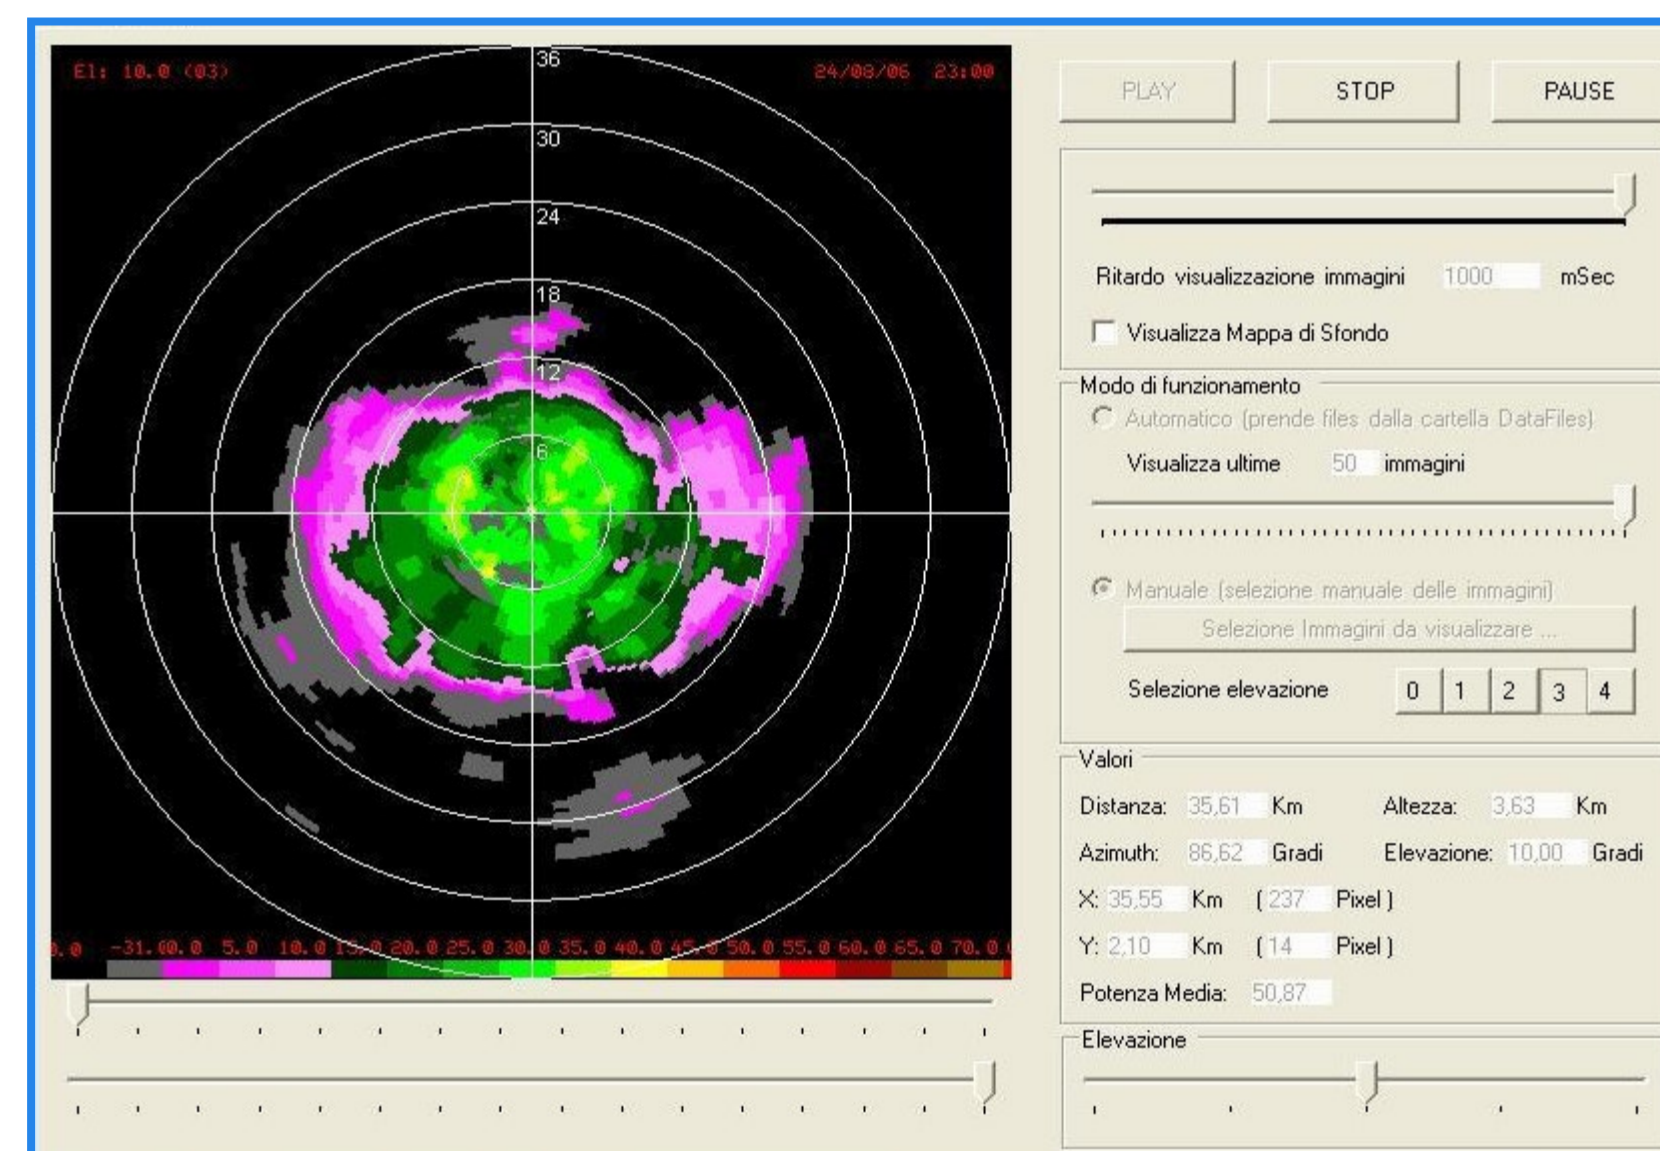 El: 10.0 (03) 24/08/06 23:00
36
30
24
18
12
6
PLAY STOP PAUSE
Ritardo visualizzazione immagini 1000 mSec
Visualizza Mappa di Sfondo
Modo di funzionamento
Automatico (prende files dalla cartella DataFiles)
Visualizza ultime 50 immagini
Manuale (selezione manuale delle immagini)
Selezione Immagini da visualizzare ...
Selezione elevazione 0 1 2 3 4
Valori
Distanza: 35,61 Km Altezza: 3,63 Km
Azimuth: 86,62 Gradi Elevazione: 10,00 Gradi
X: 35,55 Km ( 237 Pixel )
Y: 2,10 Km ( 14 Pixel )
Potenza Media: 50,87
Elevazione
-31.0 0.0 5.0 10.0 15.0 20.0 25.0 30.0 35.0 40.0 45.0 50.0 55.0 60.0 65.0 70.0